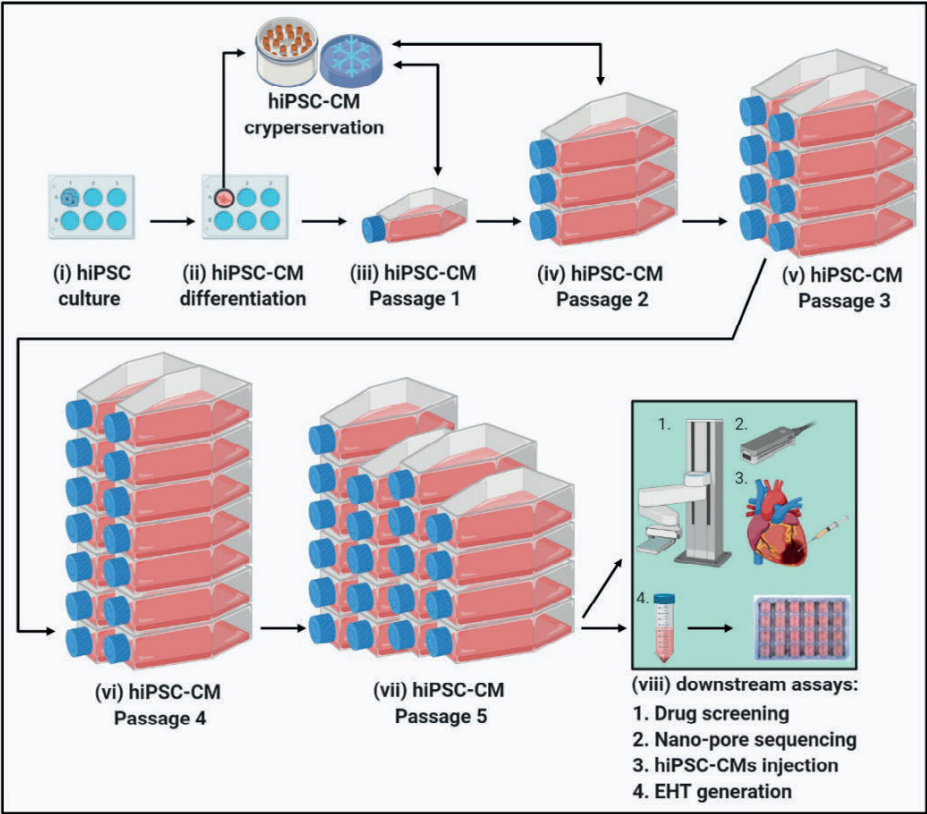 hiPSC-CM
cryperservation
(i) hiPSC
culture
(ii) hiPSC-CM
differentiation
(iii) hiPSC-CM
Passage 1
(iv) hiPSC-CM
Passage 2
(v) hiPSC-CM
Passage 3
(vi) hiPSC-CM
Passage 4
(vii) hiPSC-CM
Passage 5
1.
2.
3.
4.
(viii) downstream assays:
1. Drug screening
2. Nano-pore sequencing
3. hiPSC-CMs injection
4. EHT generation